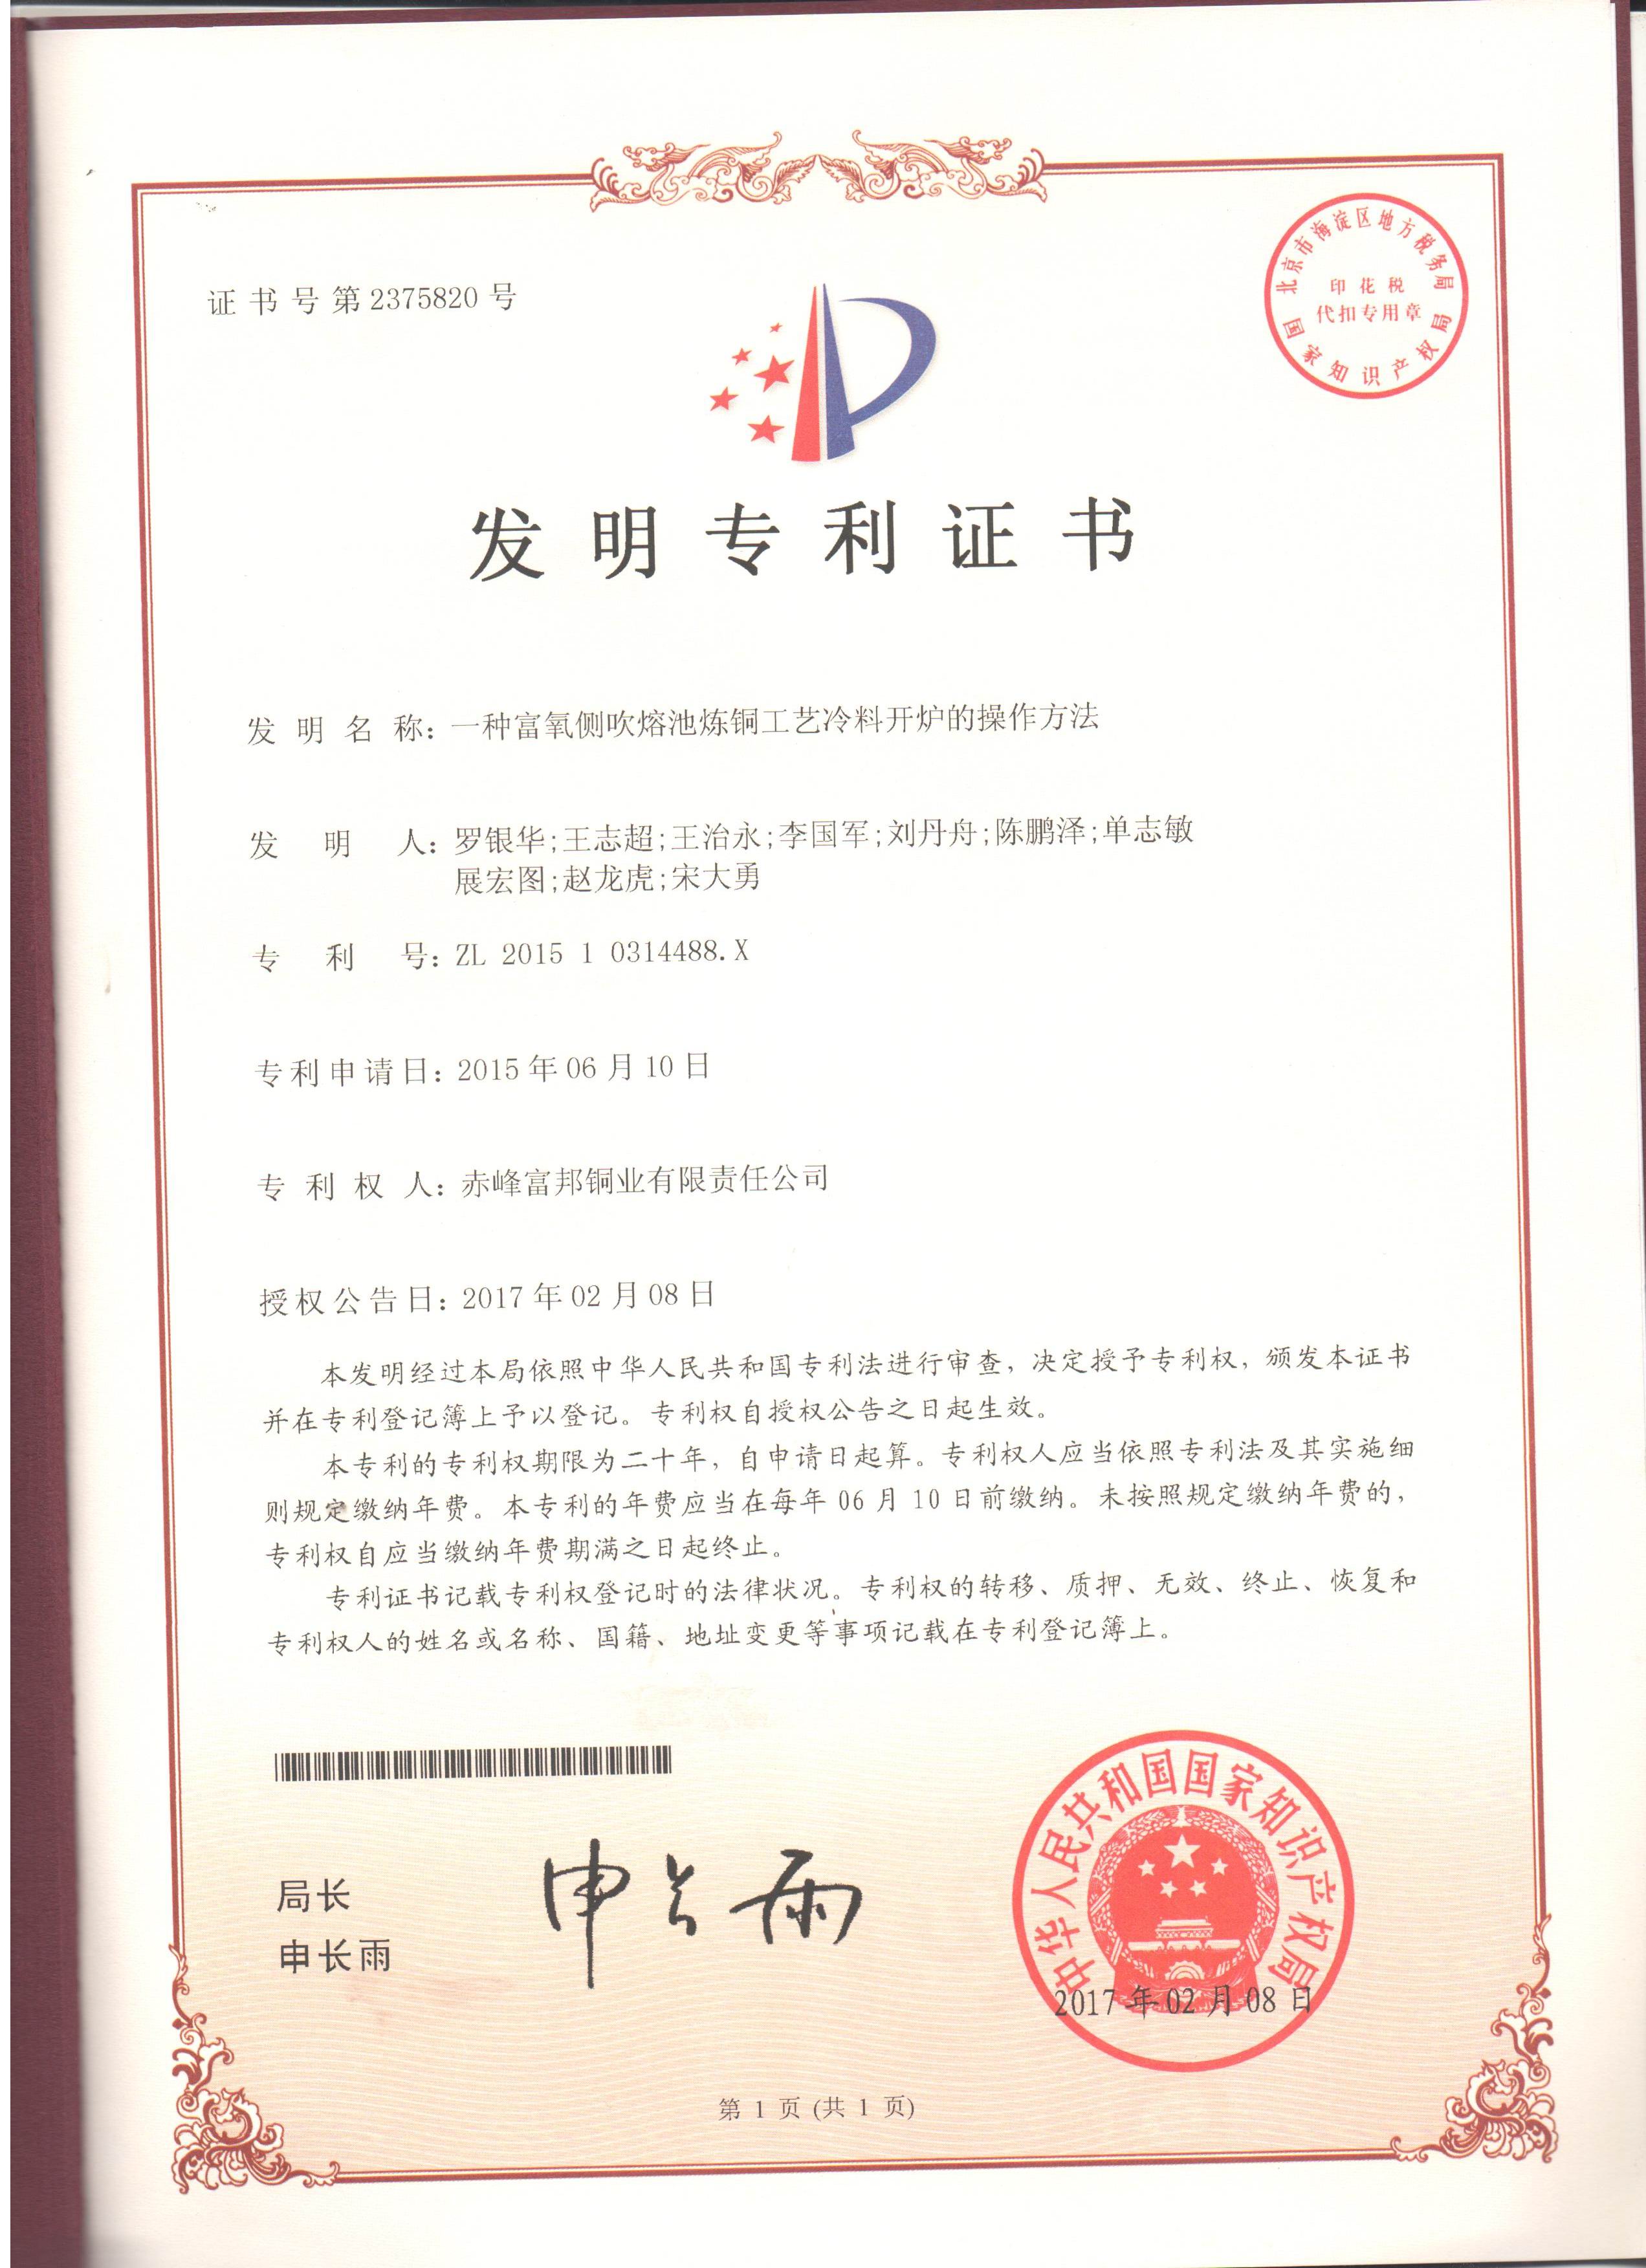 证书号第2375820号
北京市海淀区地方税务局
印花税
代扣专用章
国家知识产权局
发明专利证书
发明名称：一种富氧侧吹熔池炼铜工艺冷料开炉的操作方法
发明人：罗银华;王志超;王治永;李国军;刘丹舟;陈鹏泽;单志敏
展宏图;赵龙虎;宋大勇
专利号：ZL 2015 1 0314488.X
专利申请日：2015年06月10日
专利权人：赤峰富邦铜业有限责任公司
授权公告日：2017年02月08日
本发明经过本局依照中华人民共和国专利法进行审查，决定授予专利权，颁发本证书
并在专利登记簿上予以登记。专利权自授权公告之日起生效。
本专利的专利权期限为二十年，自申请日起算。专利权人应当依照专利法及其实施细
则规定缴纳年费。本专利的年费应当在每年06月10日前缴纳。未按照规定缴纳年费的，
专利权自应当缴纳年费期满之日起终止。
专利证书记载专利权登记时的法律状况。专利权的转移、质押、无效、终止、恢复和
专利权人的姓名或名称、国籍、地址变更等事项记载在专利登记簿上。
局长
申长雨
申长雨
中华人民共和国国家知识产权局
2017年02月08日
第1页(共1页)